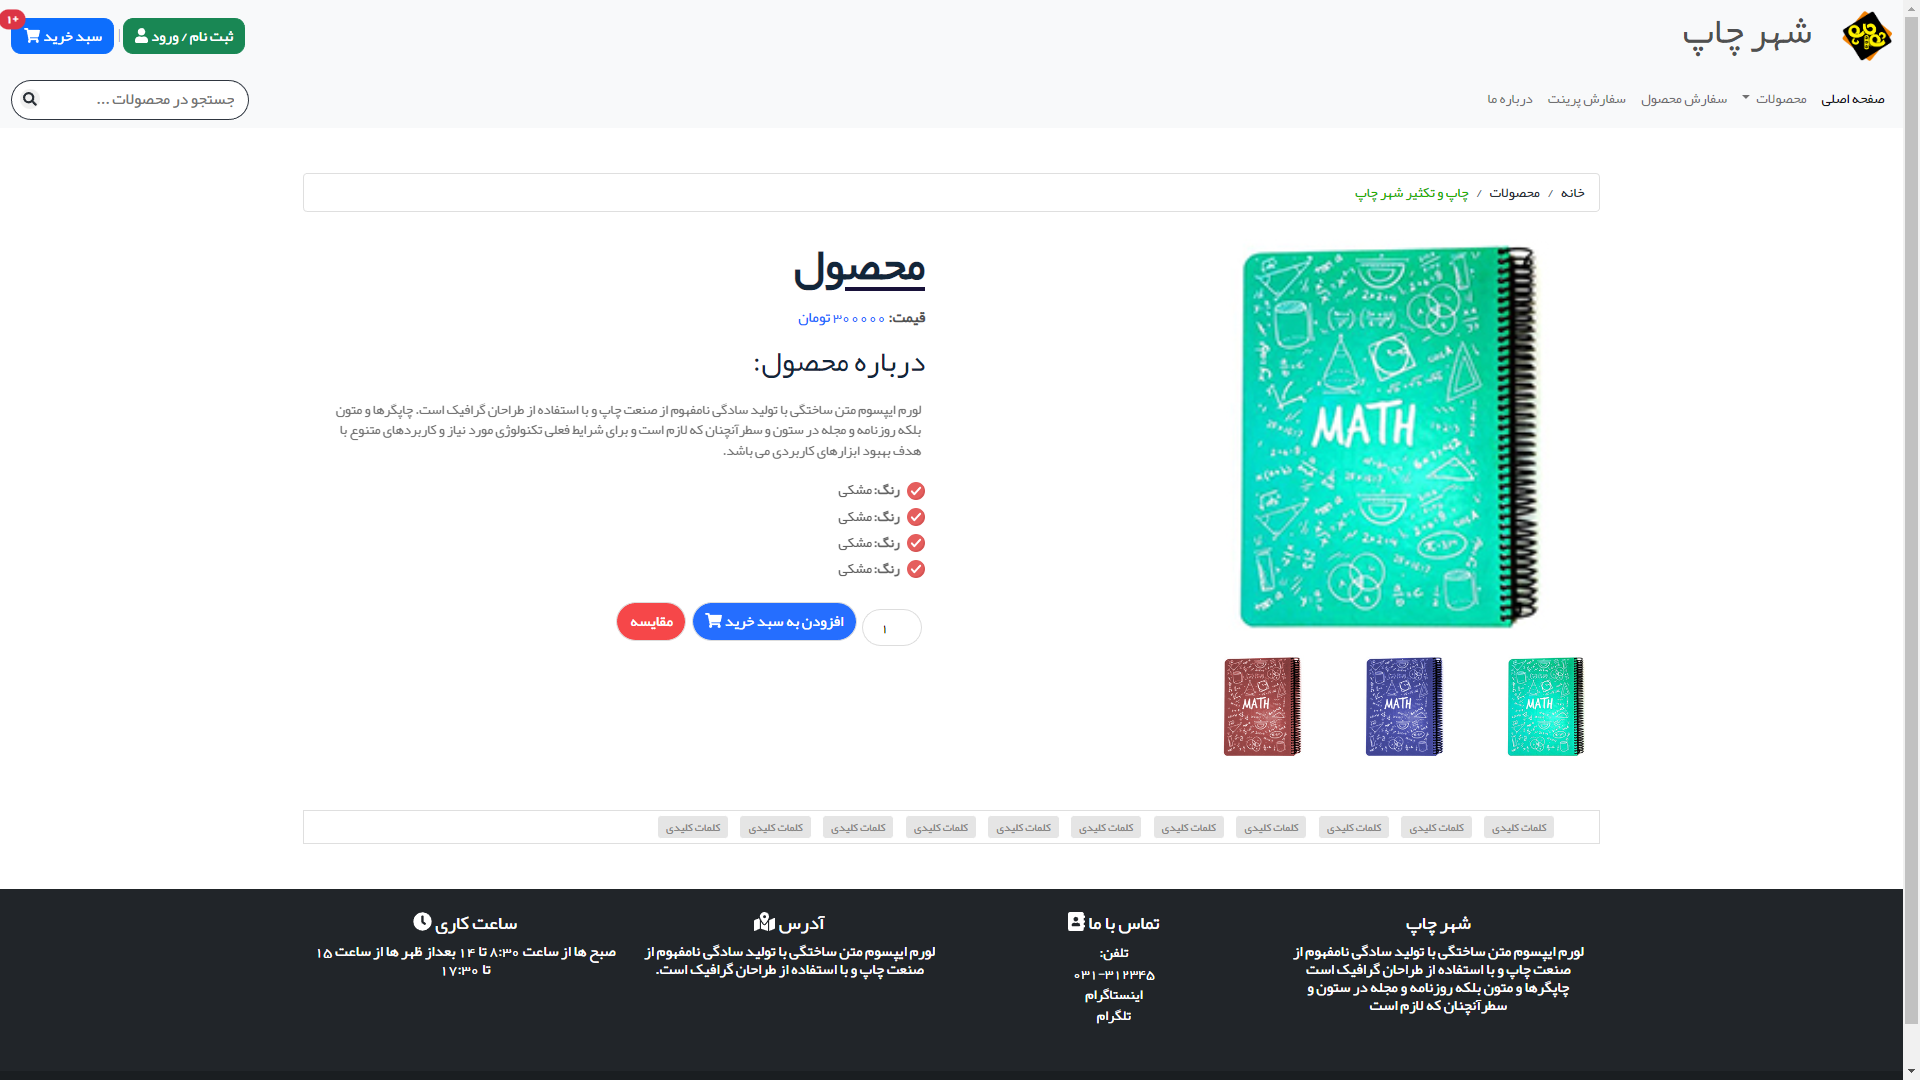 شهر چاپ
ثبت نام / ورود
سبد خرید
+۱
صفحه اصلی
محصولات
سفارش محصول
سفارش پرینت
درباره ما
جستجو در محصولات ...
خانه / محصولات / چاپ و تکثیر شهر چاپ
MATH
محصول
قیمت: ۳۰۰۰۰۰ تومان
درباره محصول:
لورم ایپسوم متن ساختگی با تولید سادگی نامفهوم از صنعت چاپ و با استفاده از طراحان گرافیک است. چاپگرها و متون
بلکه روزنامه و مجله در ستون و سطرآنچنان که لازم است و برای شرایط فعلی تکنولوژی مورد نیاز و کاربردهای متنوع با
هدف بهبود ابزارهای کاربردی می باشد.
رنگ: مشکی
رنگ: مشکی
رنگ: مشکی
رنگ: مشکی
۱
افزودن به سبد خرید
مقایسه
MATH
MATH
MATH
کلمات کلیدی
کلمات کلیدی
کلمات کلیدی
کلمات کلیدی
کلمات کلیدی
کلمات کلیدی
کلمات کلیدی
کلمات کلیدی
کلمات کلیدی
کلمات کلیدی
کلمات کلیدی
شهر چاپ
لورم ایپسوم متن ساختگی با تولید سادگی نامفهوم از
صنعت چاپ و با استفاده از طراحان گرافیک است
چاپگرها و متون بلکه روزنامه و مجله در ستون و
سطرآنچنان که لازم است
تماس با ما
تلفن:
۰۳۱-۳۱۲۳۴۵
اینستاگرام
تلگرام
آدرس
لورم ایپسوم متن ساختگی با تولید سادگی نامفهوم از
صنعت چاپ و با استفاده از طراحان گرافیک است.
ساعت کاری
صبح ها از ساعت ۸:۳۰ تا ۱۴ بعداز ظهر ها از ساعت ۱۵
تا ۱۷:۳۰